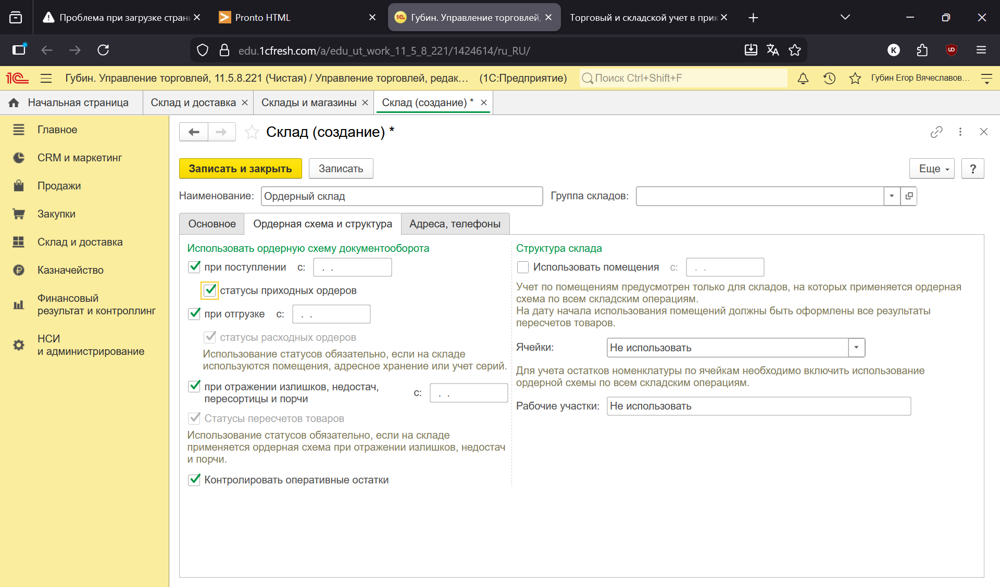 Проблема при загрузке стран
Pronto HTML
Губин. Управление торговлей,
Торговый и складской учет в прик
edu.1cfresh.com/a/edu_ut_work_11_5_8_221/1424614/ru_RU/
K
1С
Губин. Управление торговлей, 11.5.8.221 (Чистая) / Управление торговлей, редак... (1С:Предприятие)
Поиск Ctrl+Shift+F
Губин Егор Вячеславов...
Начальная страница
Склад и доставка
Склады и магазины
Склад (создание) *
Главное
CRM и маркетинг
Продажи
Закупки
Склад и доставка
Казначейство
Финансовый
результат и контроллинг
НСИ
и администрирование
Склад (создание) *
Записать и закрыть
Записать
Еще
?
Наименование: Ордерный склад
Группа складов:
Основное
Ордерная схема и структура
Адреса, телефоны
Использовать ордерную схему документооборота
при поступлении с: . .
статусы приходных ордеров
при отгрузке с: . .
статусы расходных ордеров
Использование статусов обязательно, если на складе
используются помещения, адресное хранение или учет серий.
при отражении излишков, недостач,
пересортицы и порчи
с: . .
Статусы пересчетов товаров
Использование статусов обязательно, если на складе
применяется ордерная схема при отражении излишков, недостач
и порчи.
Контролировать оперативные остатки
Структура склада
Использовать помещения с: . .
Учет по помещениям предусмотрен только для складов, на которых применяется ордерная
схема по всем складским операциям.
На дату начала использования помещений должны быть оформлены все результаты
пересчетов товаров.
Ячейки: Не использовать
Для учета остатков номенклатуры по ячейкам необходимо включить использование
ордерной схемы по всем складским операциям.
Рабочие участки: Не использовать